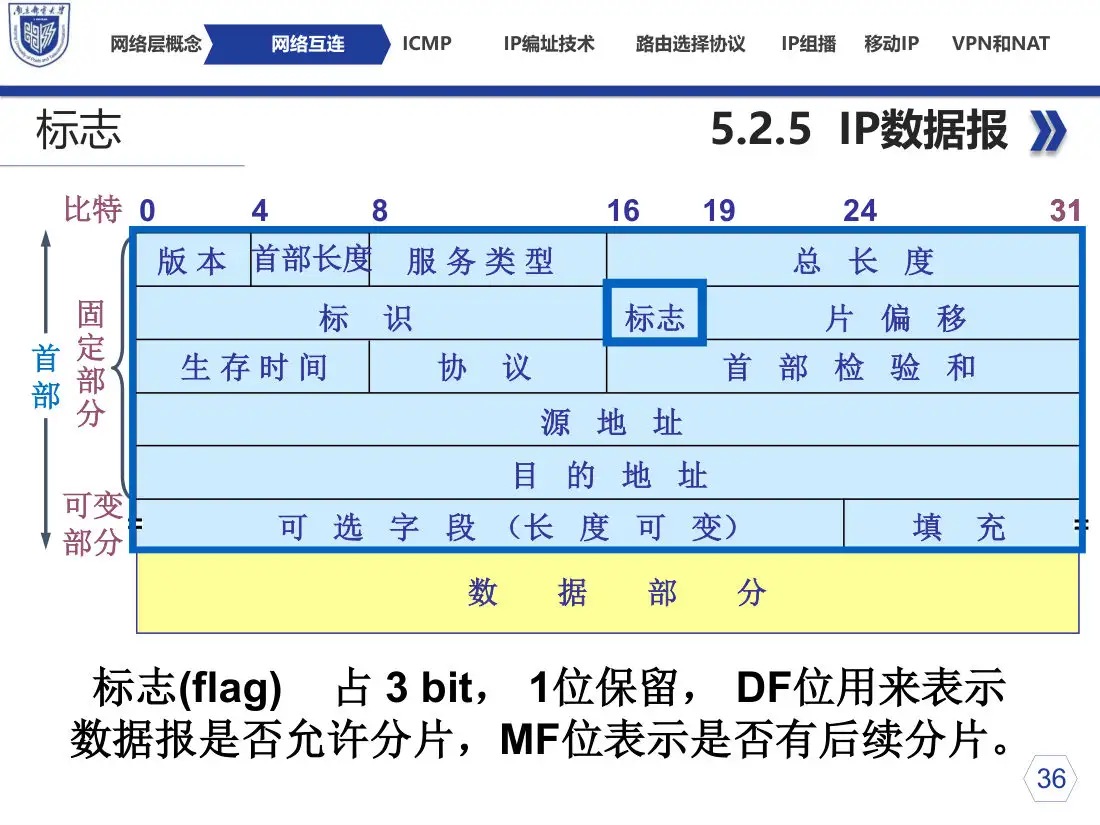 南京邮电大学
网络层概念 网络互连 ICMP IP编址技术 路由选择协议 IP组播 移动IP VPN和NAT
标志 5.2.5 IP数据报
比特 0 4 8 16 19 24 31
版本 首部长度 服务类型 总长度
标识 标志 片偏移
生存时间 协议 首部检验和
源地址
目的地址
可选字段（长度可变） 填充
数据部分
首部
固定部分
可变部分
标志(flag) 占 3 bit， 1位保留， DF位用来表示
数据报是否允许分片，MF位表示是否有后续分片。
36